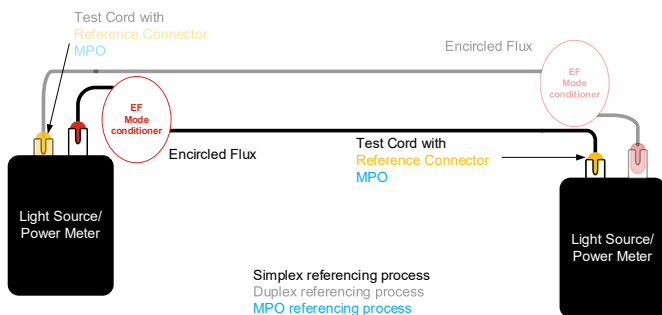 Test Cord with
Reference Connector
MPO
Encircled Flux
EF
Mode
conditioner
EF
Mode
conditioner
Encircled Flux
Test Cord with
Reference Connector
MPO
Light Source/
Power Meter
Light Source/
Power Meter
Simplex referencing process
Duplex referencing process
MPO referencing process